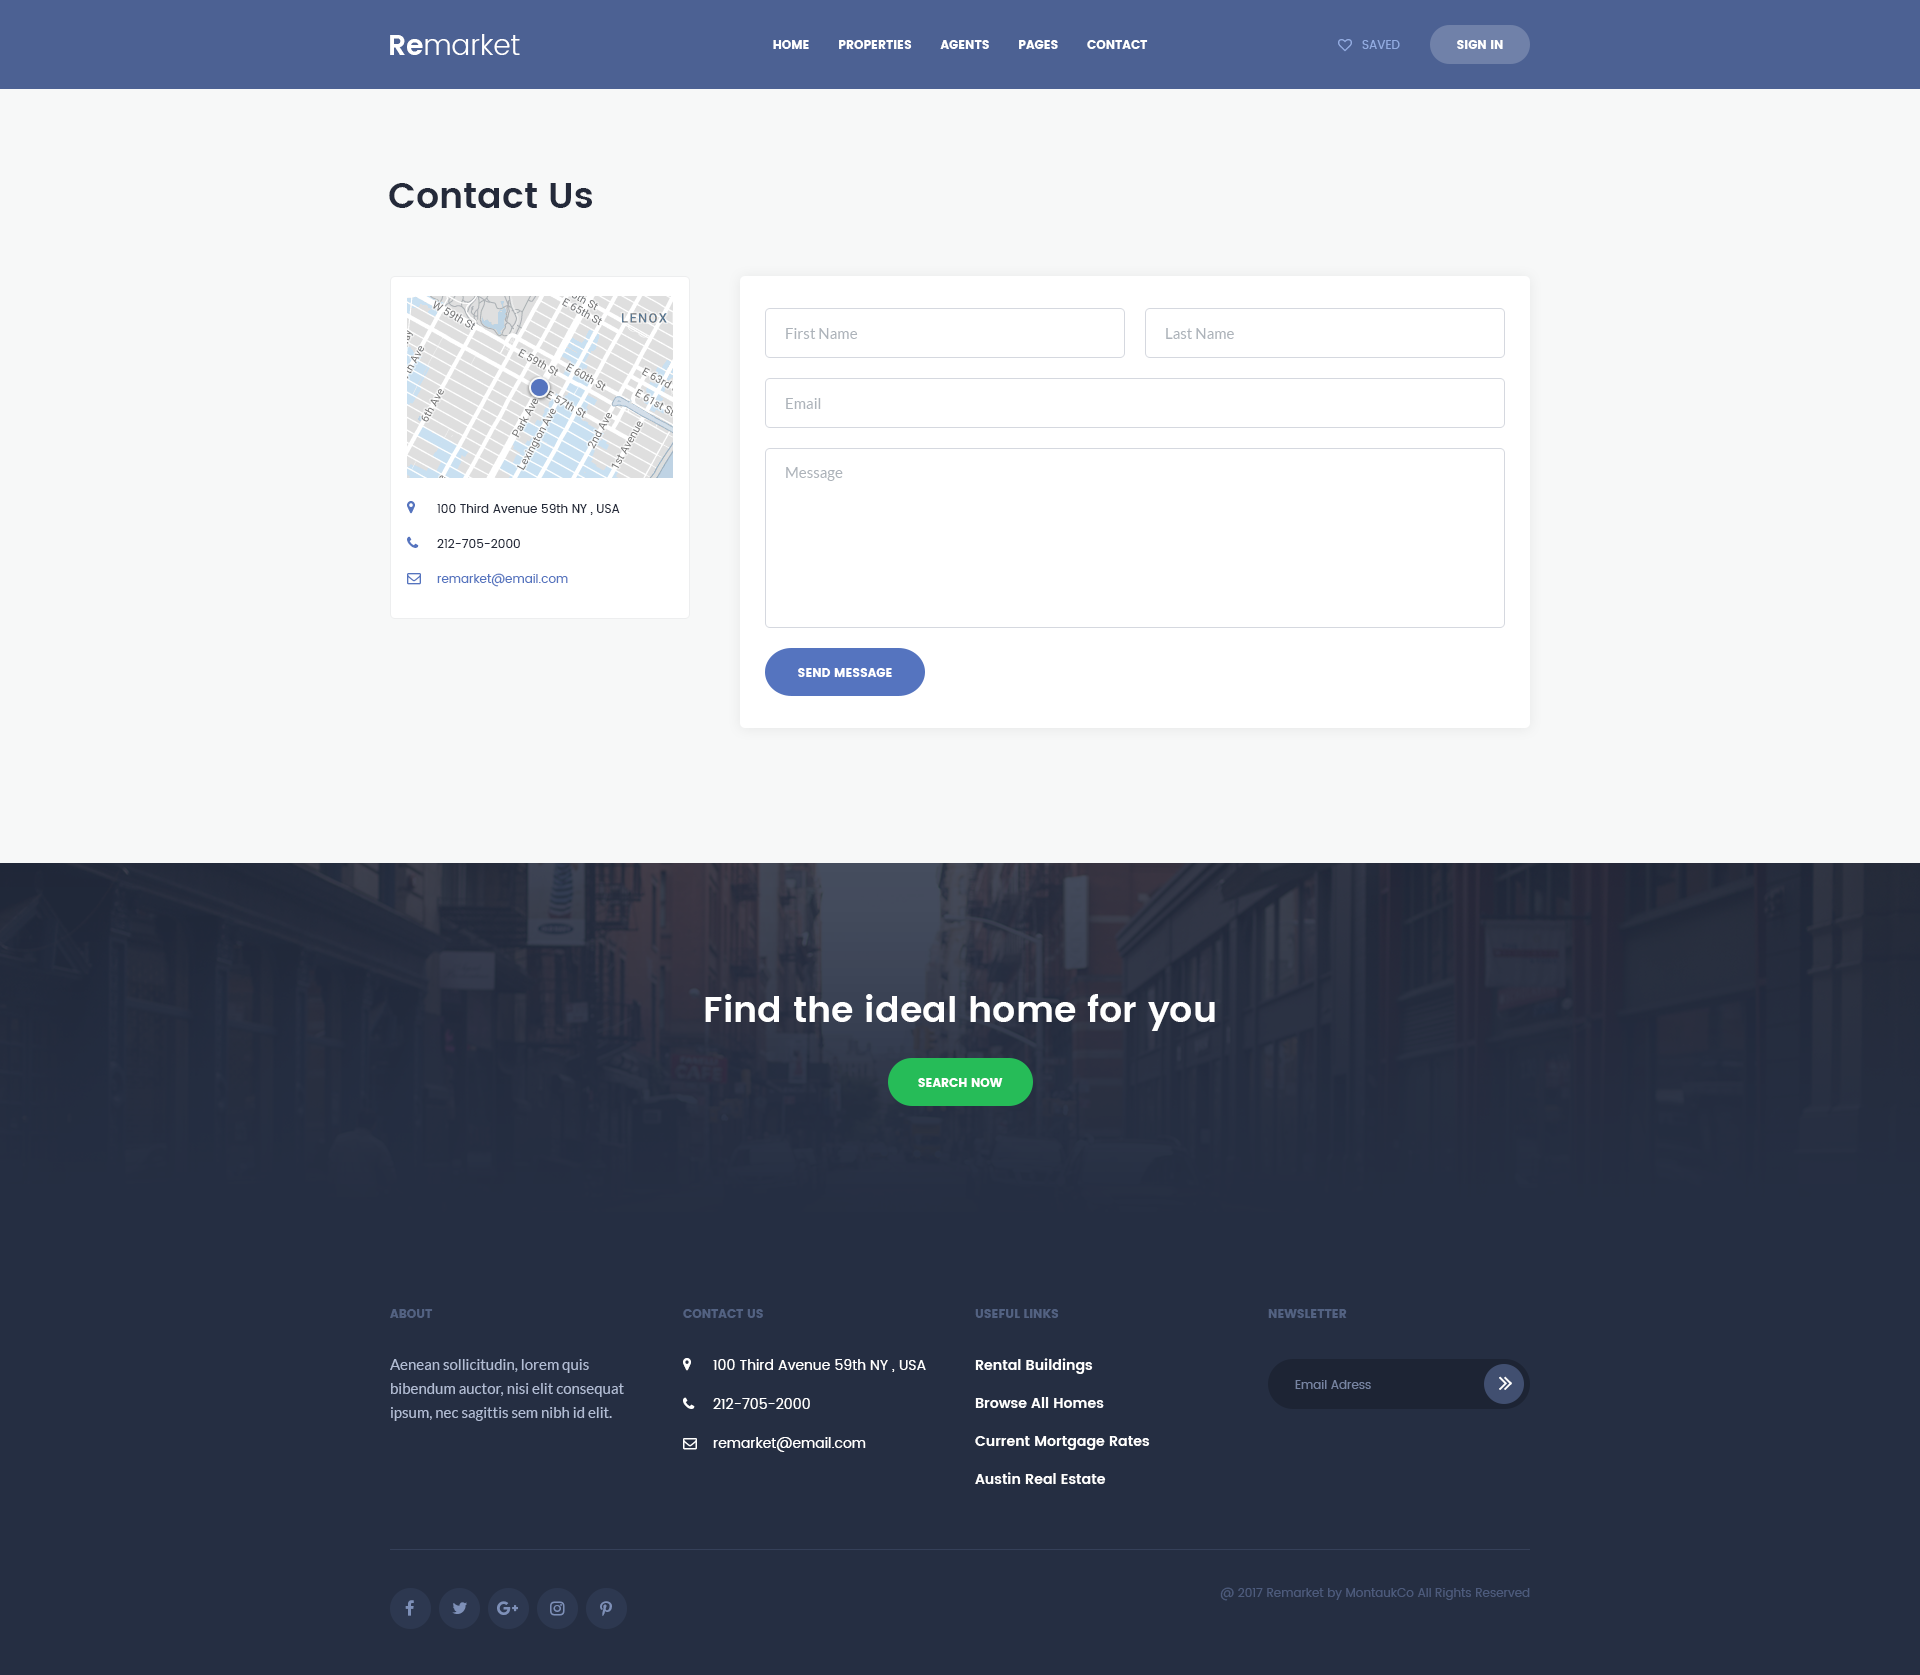 Remarket
HOME PROPERTIES AGENTS PAGES CONTACT
SAVED
SIGN IN
Contact Us
W 59th St
E 65th St
LENOX
E 59th St
E 60th St
E 63rd
E 61st St
E 57th St
6th Ave
Park Ave
Lexington Ave
2nd Ave
1st Avenue
100 Third Avenue 59th NY , USA
212-705-2000
remarket@email.com
First Name
Last Name
Email
Message
SEND MESSAGE
Find the ideal home for you
SEARCH NOW
ABOUT
Aenean sollicitudin, lorem quis
bibendum auctor, nisi elit consequat
ipsum, nec sagittis sem nibh id elit.
CONTACT US
100 Third Avenue 59th NY , USA
212-705-2000
remarket@email.com
USEFUL LINKS
Rental Buildings
Browse All Homes
Current Mortgage Rates
Austin Real Estate
NEWSLETTER
Email Adress
@ 2017 Remarket by MontaukCo All Rights Reserved